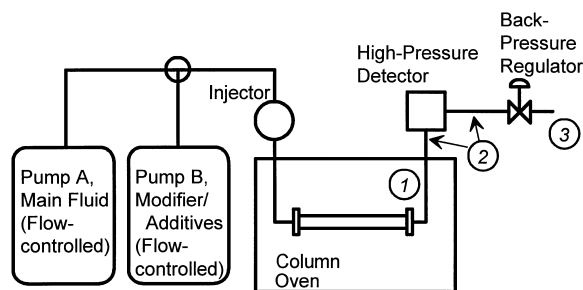 Back-
Pressure
Regulator
High-Pressure
Detector
Injector
3
2
1
Pump A,
Main Fluid
(Flow-
controlled)
Pump B,
Modifier/
Additives
(Flow-
controlled)
Column
Oven